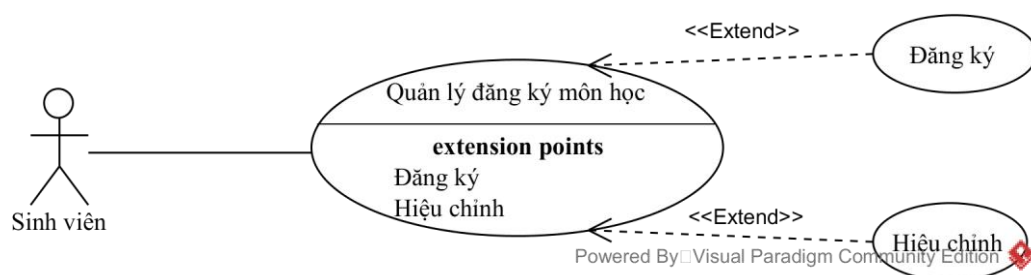 <<Extend>>
Đăng ký
Quản lý đăng ký môn học
extension points
Đăng ký
Hiệu chỉnh
Sinh viên
<<Extend>>
Hiệu chỉnh
Powered By Visual Paradigm Community Edition